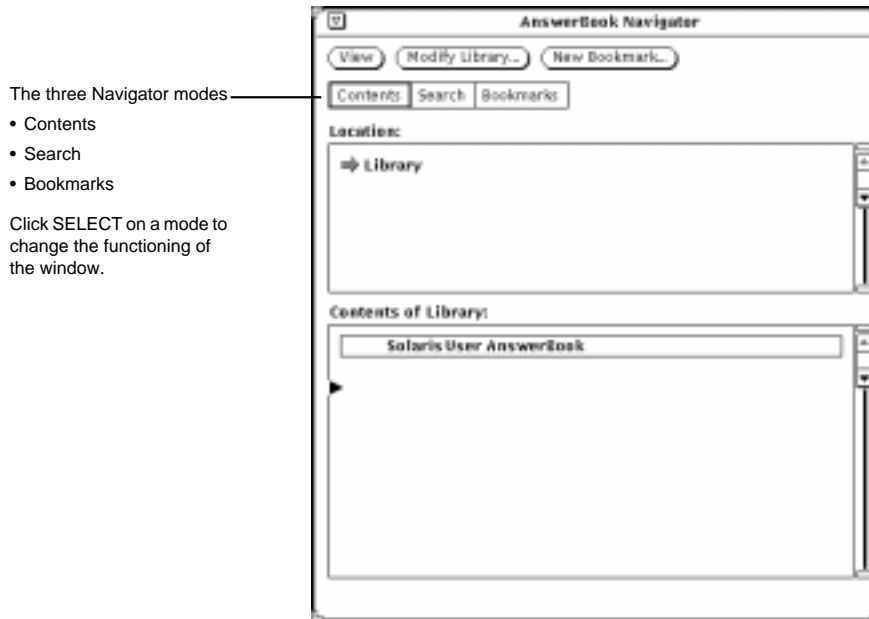 AnswerBook Navigator
View Modify Library... New Bookmark...
The three Navigator modes
• Contents
• Search
• Bookmarks
Click SELECT on a mode to
change the functioning of
the window.
Contents Search Bookmarks
Location:
Library
Contents of Library:
Solaris User AnswerBook